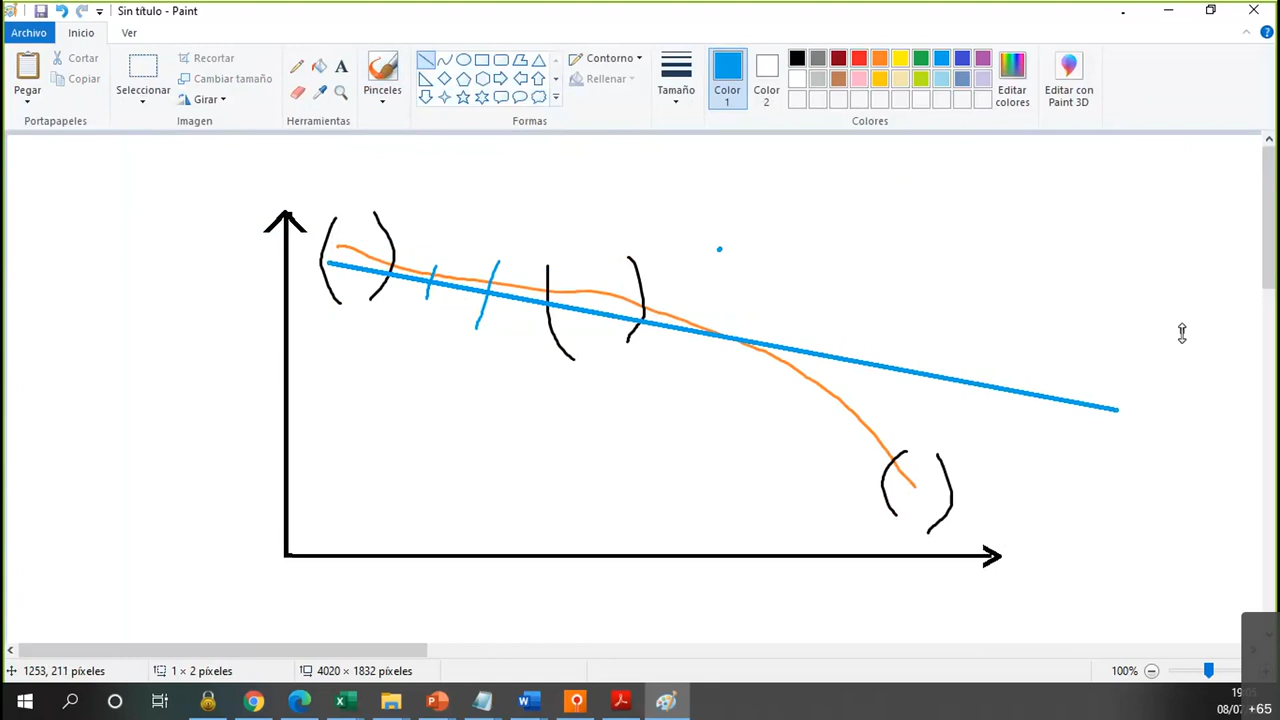 Sin título - Paint
Archivo Inicio Ver
Pegar
Cortar
Copiar
Portapapeles
Seleccionar
Recortar
Cambiar tamaño
Girar
Imagen
A
Herramientas
Pinceles
Contorno
Rellenar
Formas
Tamaño
Color 1
Color 2
Editar colores
Editar con Paint 3D
Colores
1253, 211 píxeles 1 × 2 píxeles 4020 × 1832 píxeles 100%
08/07 +65